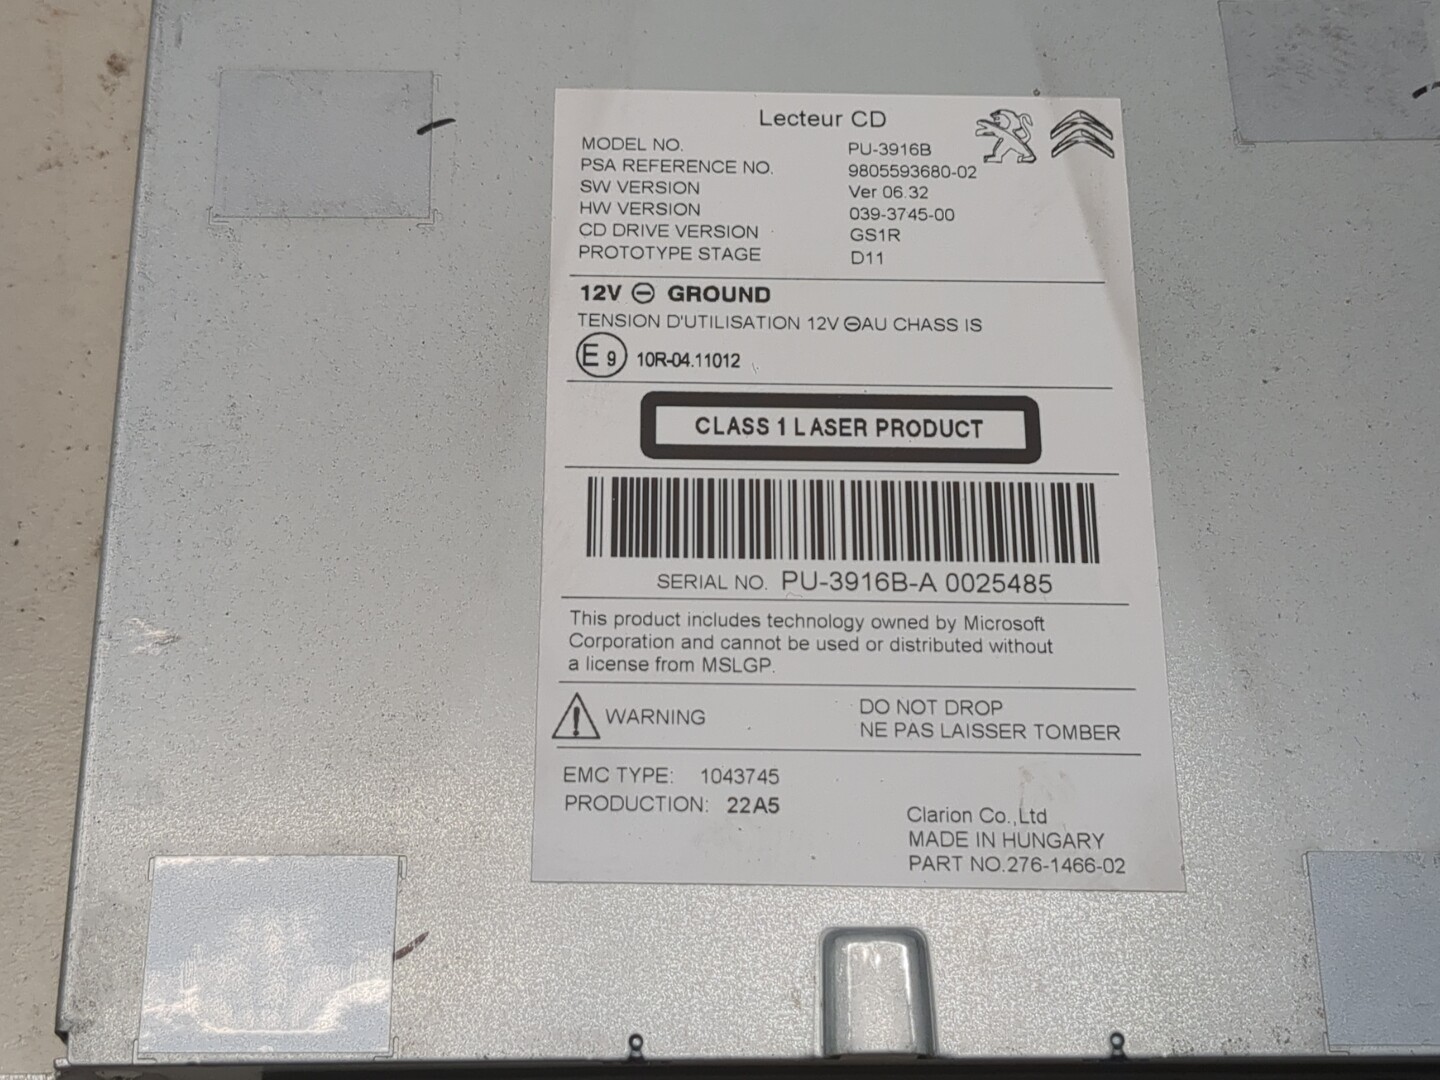 Lecteur CD
MODEL NO. PU-3916B
PSA REFERENCE NO. 9805593680-02
SW VERSION Ver 06.32
HW VERSION 039-3745-00
CD DRIVE VERSION GS1R
PROTOTYPE STAGE D11
12V ⊖ GROUND
TENSION D'UTILISATION 12V ⊖AU CHASS IS
E9 10R-04.11012
CLASS 1 LASER PRODUCT
SERIAL NO. PU-3916B-A 0025485
This product includes technology owned by Microsoft
Corporation and cannot be used or distributed without
a license from MSLGP.
WARNING DO NOT DROP
NE PAS LAISSER TOMBER
EMC TYPE: 1043745
PRODUCTION: 22A5
Clarion Co.,Ltd
MADE IN HUNGARY
PART NO.276-1466-02